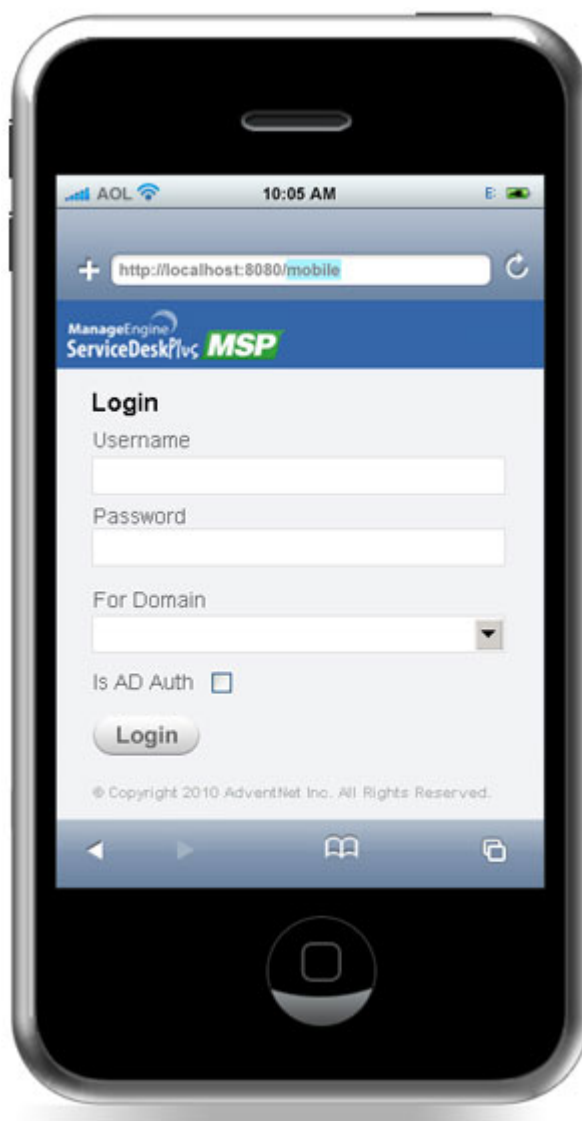 AOL 10:05 AM E:
http://localhost:8080/mobile
ManageEngine
ServiceDeskPlus MSP
Login
Username
Password
For Domain
Is AD Auth
Login
© Copyright 2010 AdventNet Inc. All Rights Reserved.